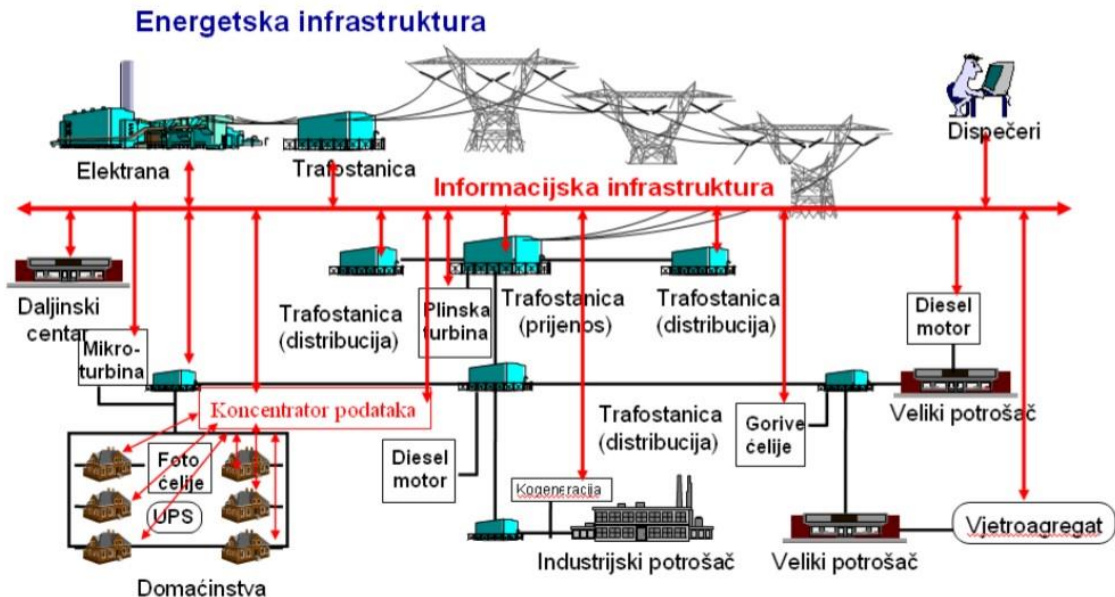 Energetska infrastruktura
Elektrana
Trafostanica
Dispečeri
Informacijska infrastruktura
Daljinski
centar
Trafostanica
(distribucija)
Plinska
turbina
Trafostanica
(prijenos)
Trafostanica
(distribucija)
Diesel
motor
Mikro-
turbina
Koncentrator podataka
Trafostanica
(distribucija)
Gorive
ćelije
Veliki potrošač
Foto
ćelije
UPS
Diesel
motor
Kogeneracija
Industrijski potrošač
Veliki potrošač
Vjetroagregat
Domaćinstva